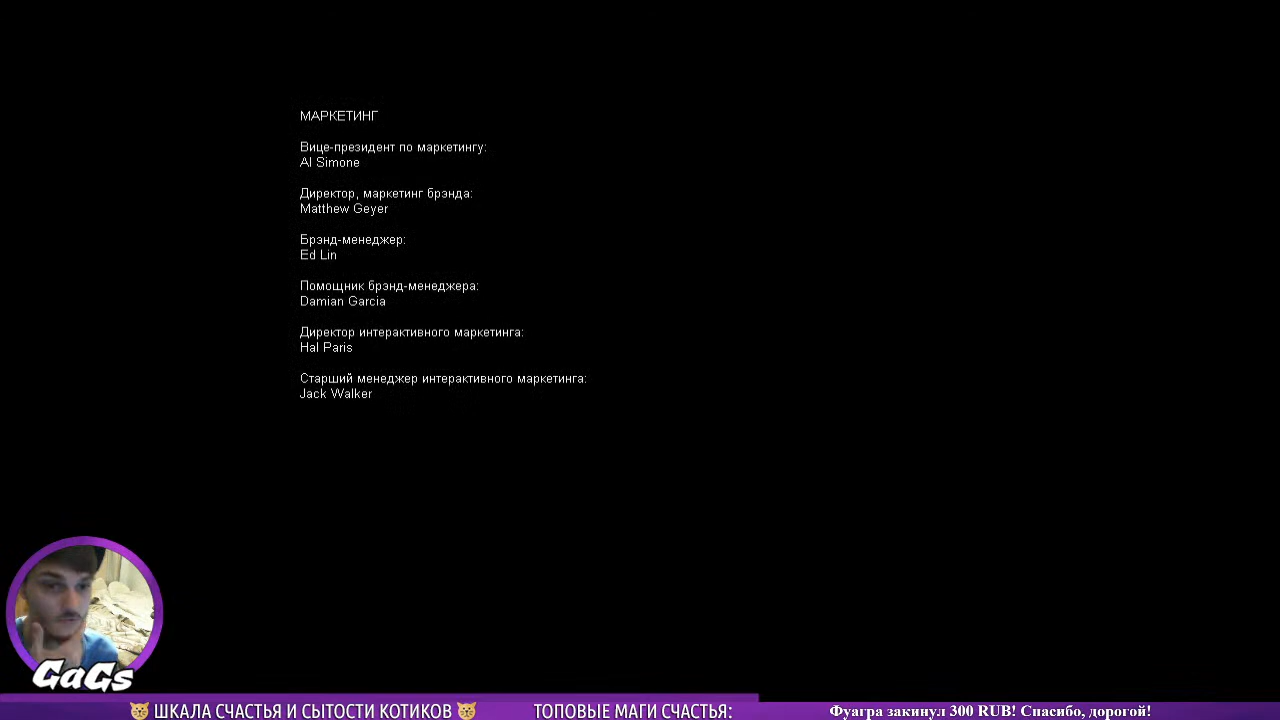 МАРКЕТИНГ
Вице-президент по маркетингу:
Al Simone
Директор, маркетинг брэнда:
Matthew Geyer
Брэнд-менеджер:
Ed Lin
Помощник брэнд-менеджера:
Damian Garcia
Директор интерактивного маркетинга:
Hal Paris
Старший менеджер интерактивного маркетинга:
Jack Walker
GaGs
ШКАЛА СЧАСТЬЯ И СЫТОСТИ КОТИКОВ
ТОПОВЫЕ МАГИ СЧАСТЬЯ:
Фуагра закинул 300 RUB! Спасибо, дорогой!